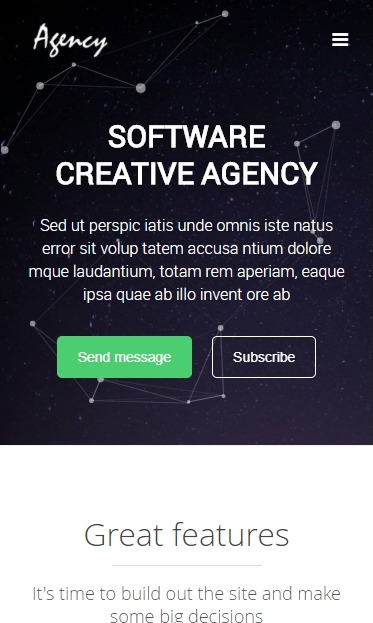 Agency
SOFTWARE
CREATIVE AGENCY
Sed ut perspic iatis unde omnis iste natus
error sit volup tatem accusa ntium dolore
mque laudantium, totam rem aperiam, eaque
ipsa quae ab illo invent ore ab
Send message
Subscribe
Great features
It's time to build out the site and make
some big decisions